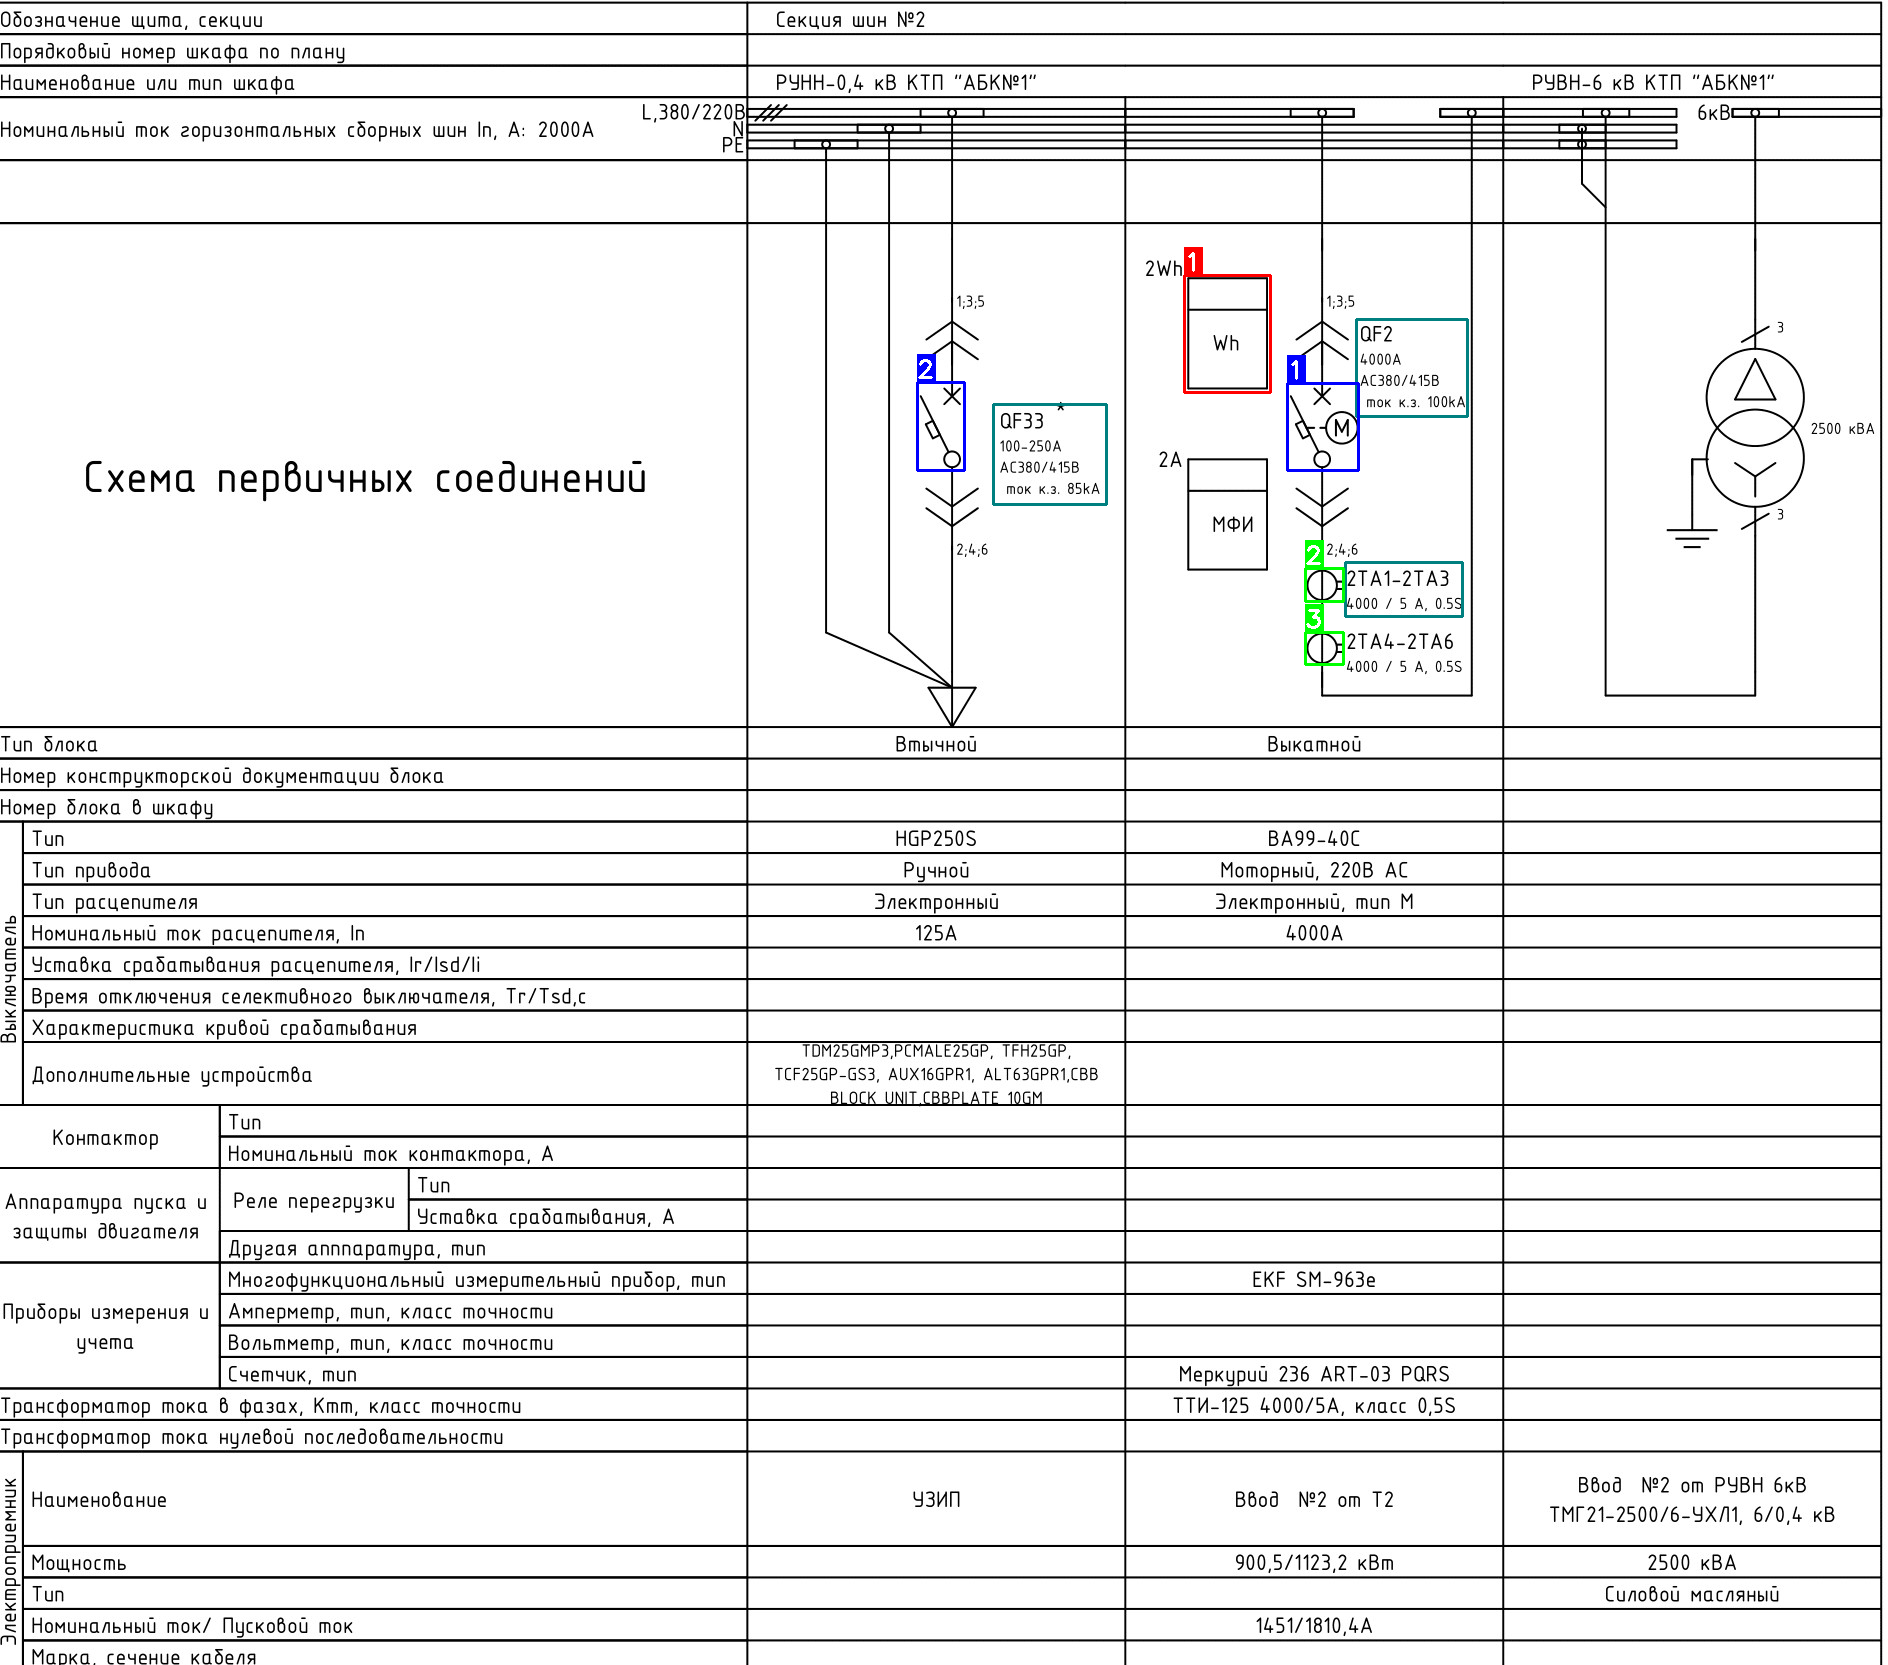 Обозначение щита, секции
Секция шин №2
Порядковый номер шкафа по плану
Наименование или тип шкафа
РУНН-0,4 кВ КТП "АБК№1"
РУВН-6 кВ КТП "АБК№1"
Номинальный ток горизонтальных сборных шин In, А: 2000А
L,380/220В
N
PE
6кВ
Схема первичных соединений
1;3;5
2
QF33
*
100-250А
АС380/415В
ток к.з. 85kA
2;4;6
2Wh
1
Wh
2А
МФИ
1;3;5
1
М
QF2
4000А
АС380/415В
ток к.з. 100kA
2;4;6
2
2ТА1-2ТА3
4000 / 5 А, 0.5S
3
2ТА4-2ТА6
4000 / 5 А, 0.5S
3
2500 кВА
3
Тип блока
Втычной
Выкатной
Номер конструкторской документации блока
Номер блока в шкафу
Выключатель
Тип
HGP250S
ВА99-40С
Тип привода
Ручной
Моторный, 220В АС
Тип расцепителя
Электронный
Электронный, тип М
Номинальный ток расцепителя, In
125А
4000А
Уставка срабатывания расцепителя, Ir/Isd/Ii
Время отключения селективного выключателя, Tr/Tsd,с
Характеристика кривой срабатывания
Дополнительные устройства
TDM25GMP3,PCMALE25GP, TFH25GP,
TCF25GP-GS3, AUX16GPR1, ALT63GPR1,CBB
BLOCK UNIT,CBBPLATE 10GM
Контактор
Тип
Номинальный ток контактора, А
Аппаратура пуска и
защиты двигателя
Реле перегрузки
Тип
Уставка срабатывания, А
Другая апппаратура, тип
Приборы измерения и
учета
Многофункциональный измерительный прибор, тип
EKF SM-963e
Амперметр, тип, класс точности
Вольтметр, тип, класс точности
Счетчик, тип
Меркурий 236 ART-03 PQRS
Трансформатор тока в фазах, Ктт, класс точности
ТТИ-125 4000/5А, класс 0,5S
Трансформатор тока нулевой последовательности
Электроприемник
Наименование
УЗИП
Ввод №2 от Т2
Ввод №2 от РУВН 6кВ
ТМГ21-2500/6-УХЛ1, 6/0,4 кВ
Мощность
900,5/1123,2 кВт
2500 кВА
Тип
Силовой масляный
Номинальный ток/ Пусковой ток
1451/1810,4А
Марка, сечение кабеля